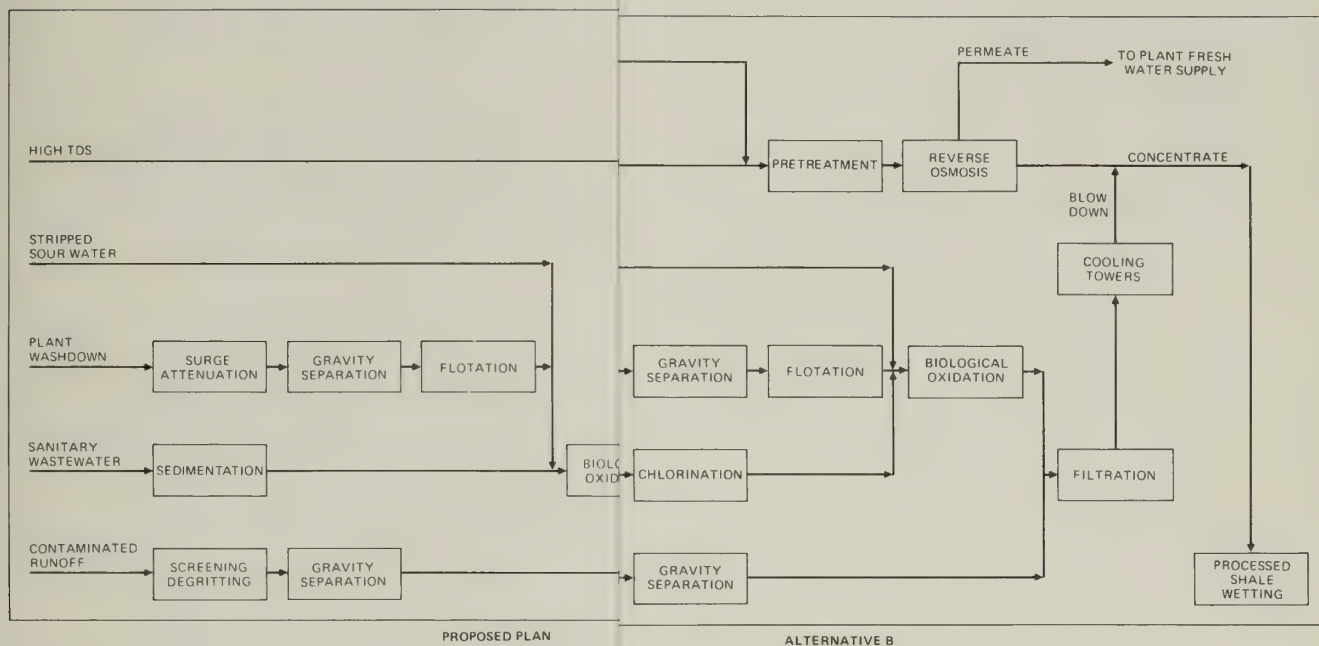 HIGH TDS
STRIPPED
SOUR WATER
PLANT
WASHDOWN
SURGE
ATTENUATION
GRAVITY
SEPARATION
FLOTATION
SANITARY
WASTEWATER
SEDIMENTATION
CONTAMINATED
RUNOFF
SCREENING
DEGRITTING
GRAVITY
SEPARATION
PROPOSED PLAN
PERMEATE
TO PLANT FRESH
WATER SUPPLY
PRETREATMENT
REVERSE
OSMOSIS
CONCENTRATE
BLOW
DOWN
COOLING
TOWERS
GRAVITY
SEPARATION
FLOTATION
BIOLOGICAL
OXIDATION
CHLORINATION
FILTRATION
GRAVITY
SEPARATION
PROCESSED
SHALE
WETTING
ALTERNATIVE B